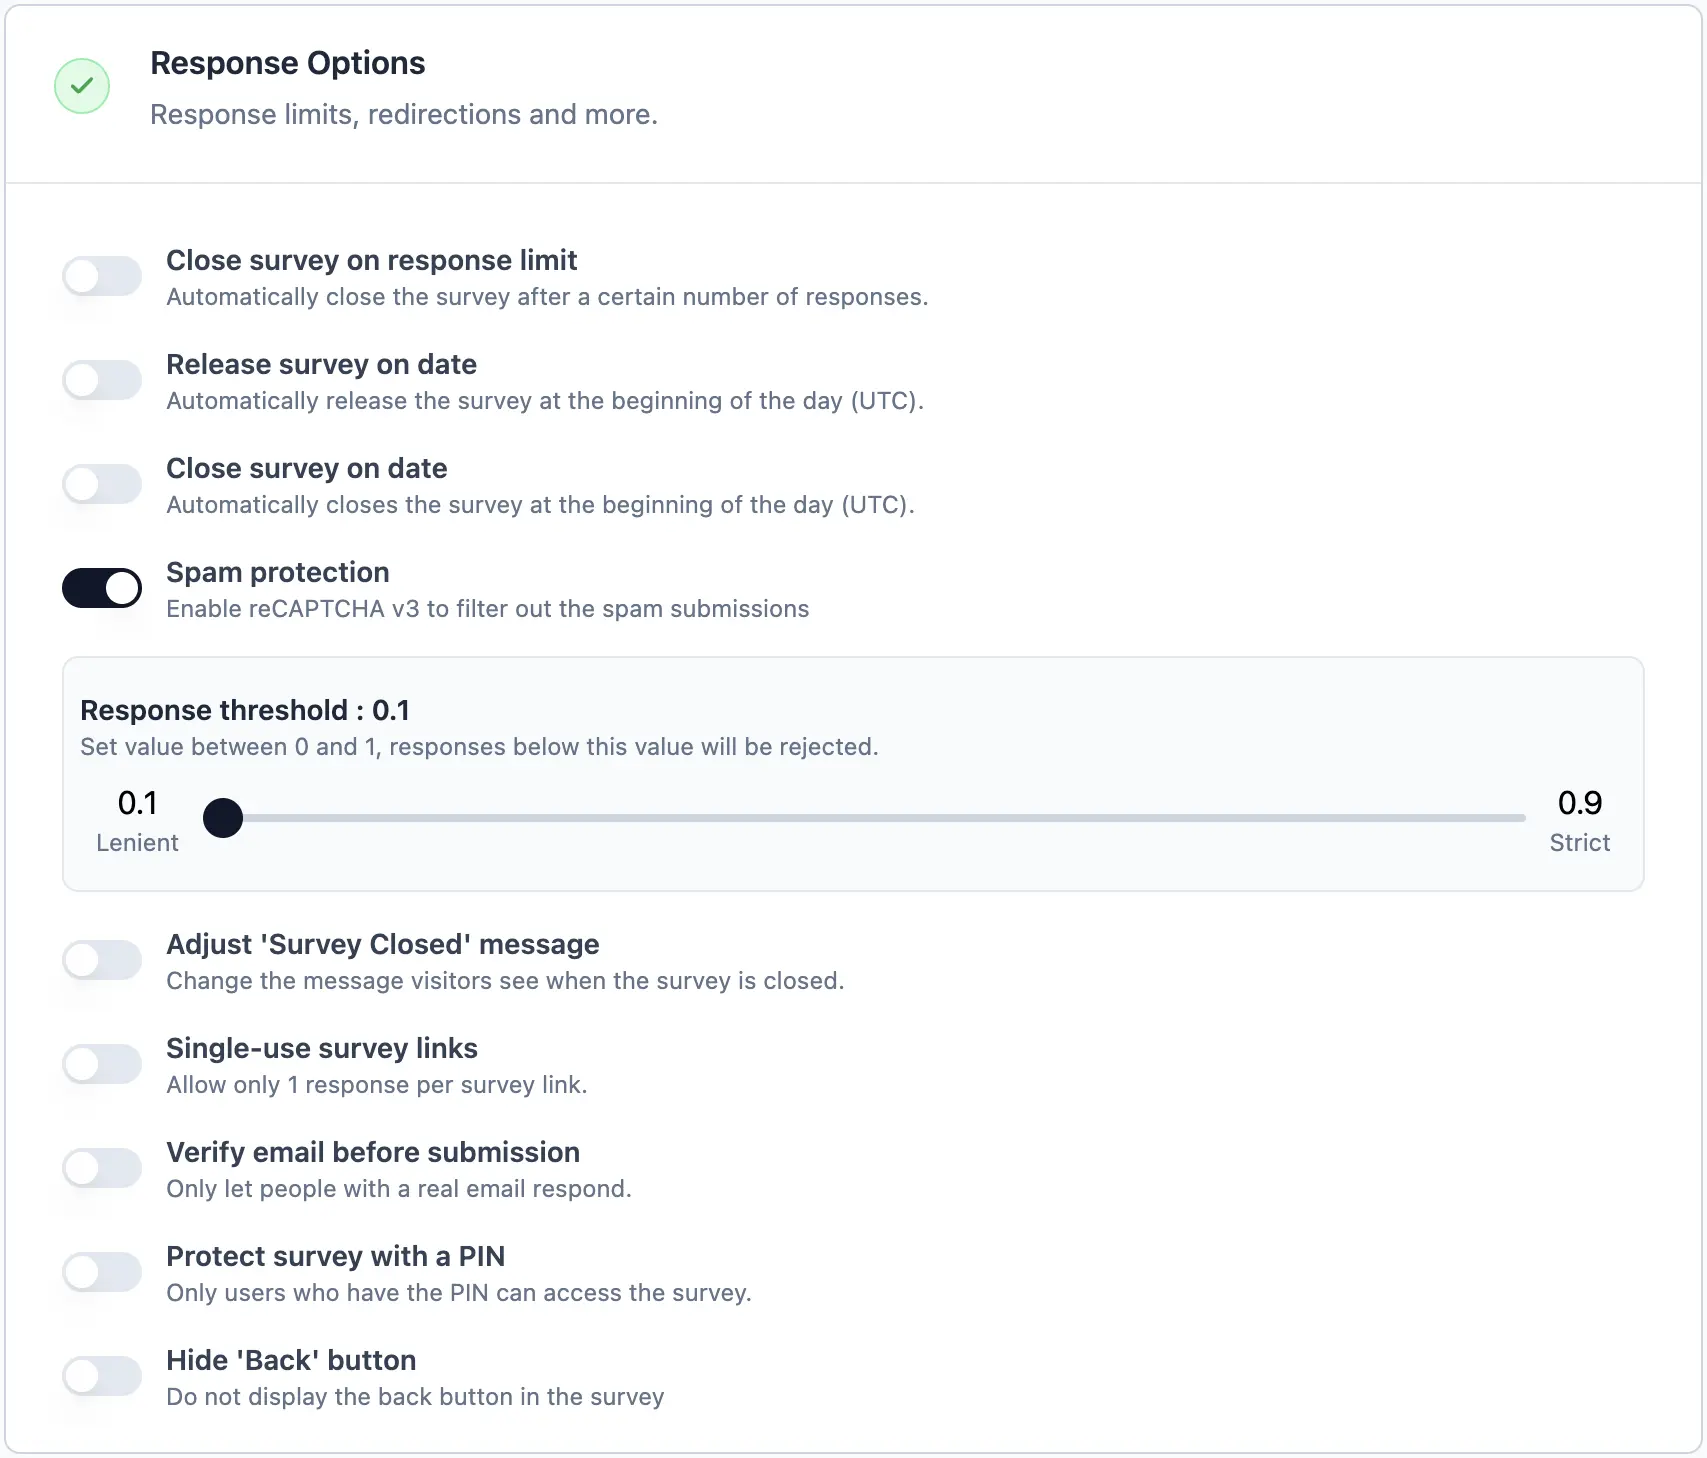 Response Options
Response limits, redirections and more.
Close survey on response limit
Automatically close the survey after a certain number of responses.
Release survey on date
Automatically release the survey at the beginning of the day (UTC).
Close survey on date
Automatically closes the survey at the beginning of the day (UTC).
Spam protection
Enable reCAPTCHA v3 to filter out the spam submissions
Response threshold : 0.1
Set value between 0 and 1, responses below this value will be rejected.
0.1
Lenient
0.9
Strict
Adjust 'Survey Closed' message
Change the message visitors see when the survey is closed.
Single-use survey links
Allow only 1 response per survey link.
Verify email before submission
Only let people with a real email respond.
Protect survey with a PIN
Only users who have the PIN can access the survey.
Hide 'Back' button
Do not display the back button in the survey